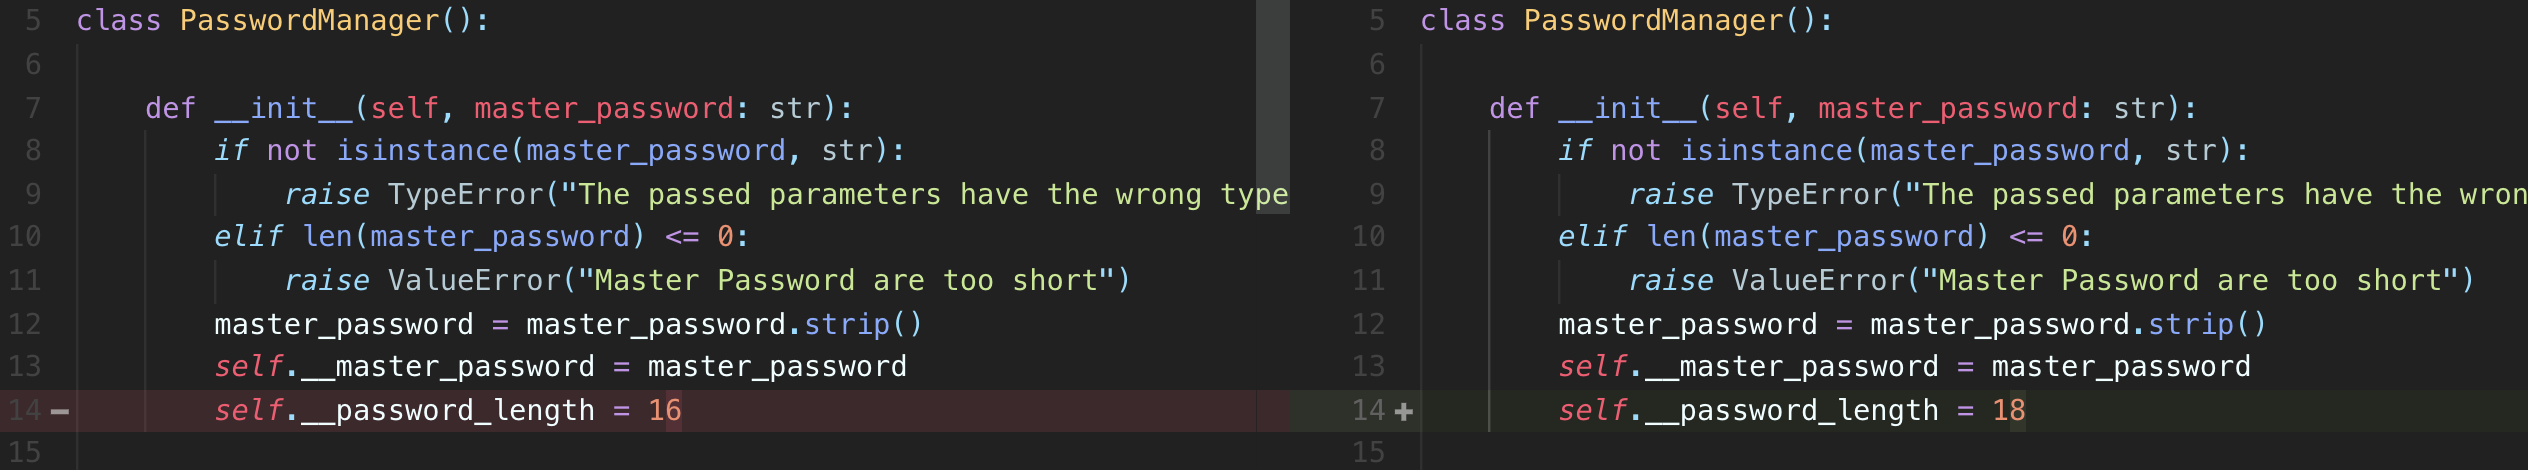 5 class PasswordManager():
6
7 def __init__(self, master_password: str):
8 if not isinstance(master_password, str):
9 raise TypeError("The passed parameters have the wrong type
10 elif len(master_password) <= 0:
11 raise ValueError("Master Password are too short")
12 master_password = master_password.strip()
13 self.__master_password = master_password
14 — self.__password_length = 16
15
5 class PasswordManager():
6
7 def __init__(self, master_password: str):
8 if not isinstance(master_password, str):
9 raise TypeError("The passed parameters have the wron
10 elif len(master_password) <= 0:
11 raise ValueError("Master Password are too short")
12 master_password = master_password.strip()
13 self.__master_password = master_password
14 + self.__password_length = 18
15